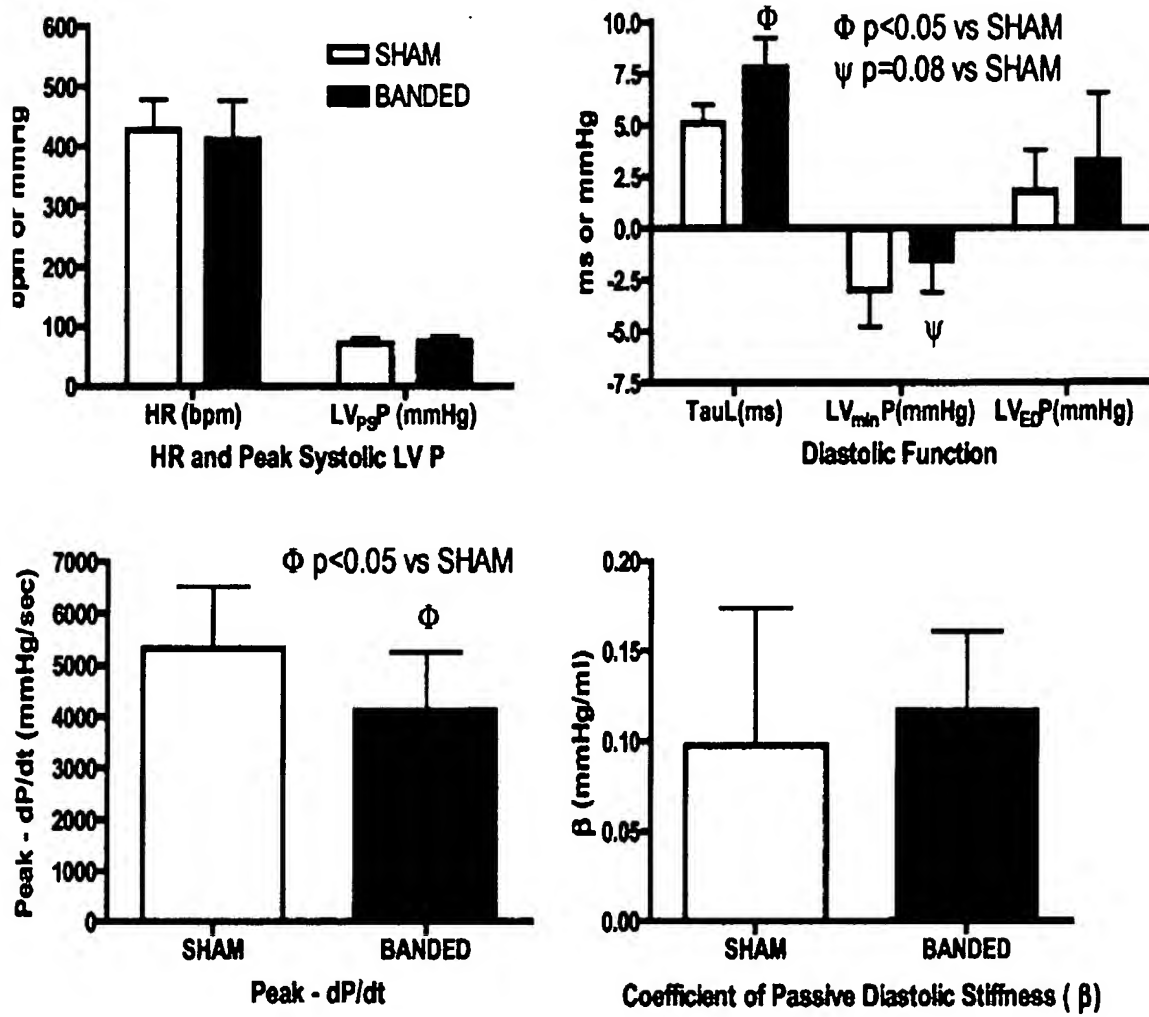 600
500
400
300
200
100
0
bpm or mmHg
SHAM
BANDED
HR (bpm)
LVPSP (mmHg)
HR and Peak Systolic LV P
10.0
7.5
5.0
2.5
0.0
-2.5
-5.0
-7.5
ms or mmHg
Φ
Φ p<0.05 vs SHAM
ψ p=0.08 vs SHAM
ψ
TauL(ms)
LVminP(mmHg)
LVEDP(mmHg)
Diastolic Function
7000
6000
5000
4000
3000
2000
1000
0
Peak - dP/dt (mmHg/sec)
Φ p<0.05 vs SHAM
Φ
SHAM
BANDED
Peak - dP/dt
0.20
0.15
0.10
0.05
0.00
β (mmHg/ml)
SHAM
BANDED
Coefficient of Passive Diastolic Stiffness ( β)